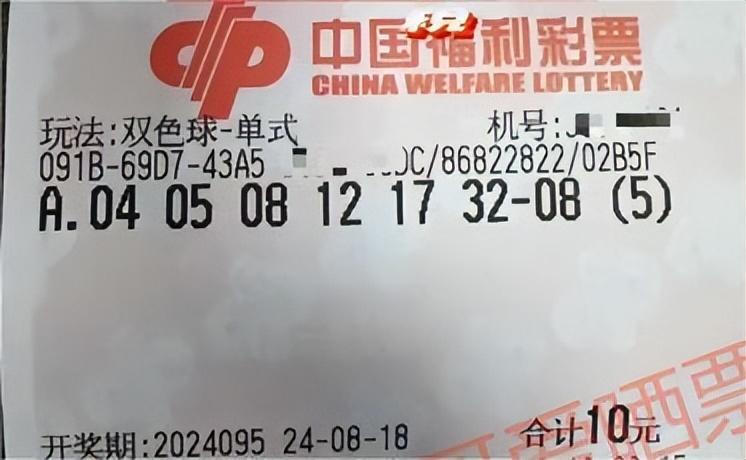 中国福利彩票
CHINA WELFARE LOTTERY
玩法:双色球-单式 机号:J
091B-69D7-43A5 JC/86822822/02B5F
A.04 05 08 12 17 32-08 (5)
合计10元
开奖期:2024095 24-08-18